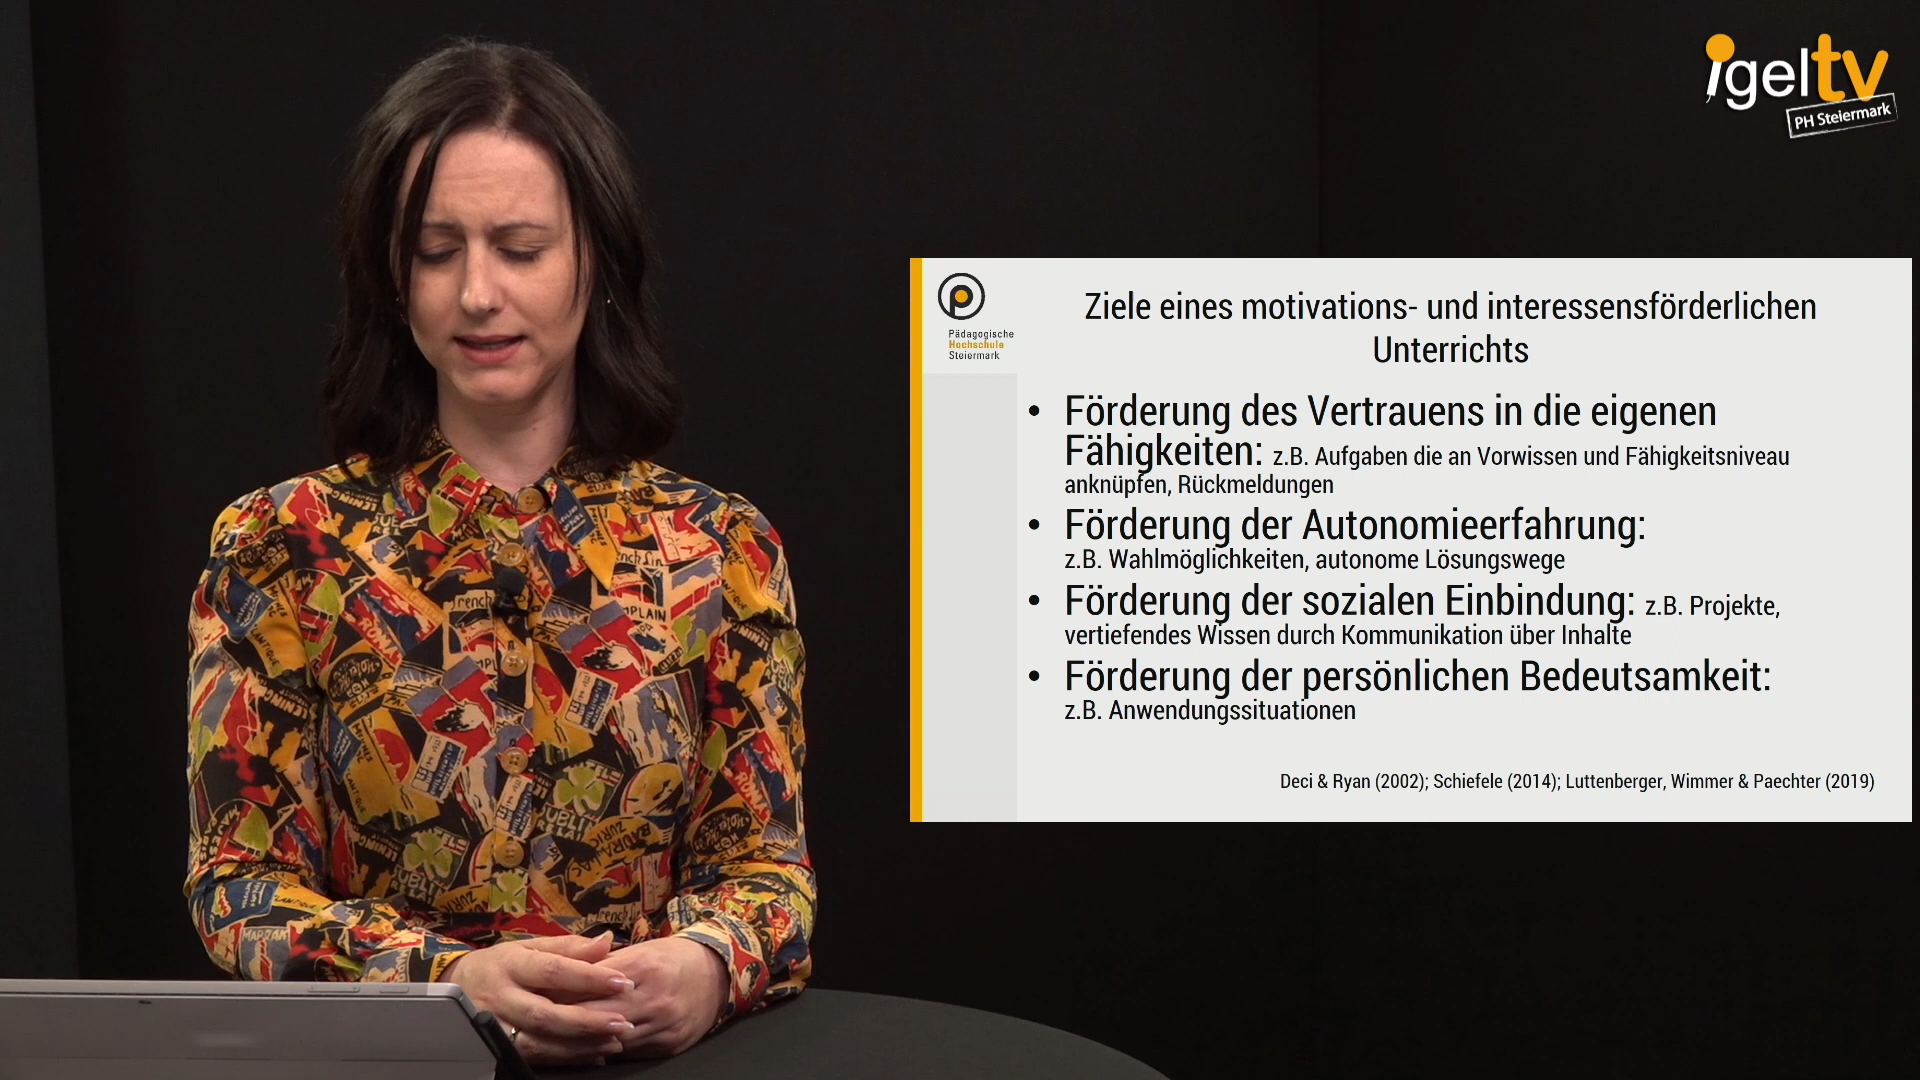 igeltv
PH Steiermark
Pädagogische
Hochschule
Steiermark
Ziele eines motivations- und interessensförderlichen
Unterrichts
• Förderung des Vertrauens in die eigenen
Fähigkeiten: z.B. Aufgaben die an Vorwissen und Fähigkeitsniveau
anknüpfen, Rückmeldungen
• Förderung der Autonomieerfahrung:
z.B. Wahlmöglichkeiten, autonome Lösungswege
• Förderung der sozialen Einbindung: z.B. Projekte,
vertiefendes Wissen durch Kommunikation über Inhalte
• Förderung der persönlichen Bedeutsamkeit:
z.B. Anwendungssituationen
Deci & Ryan (2002); Schiefele (2014); Luttenberger, Wimmer & Paechter (2019)